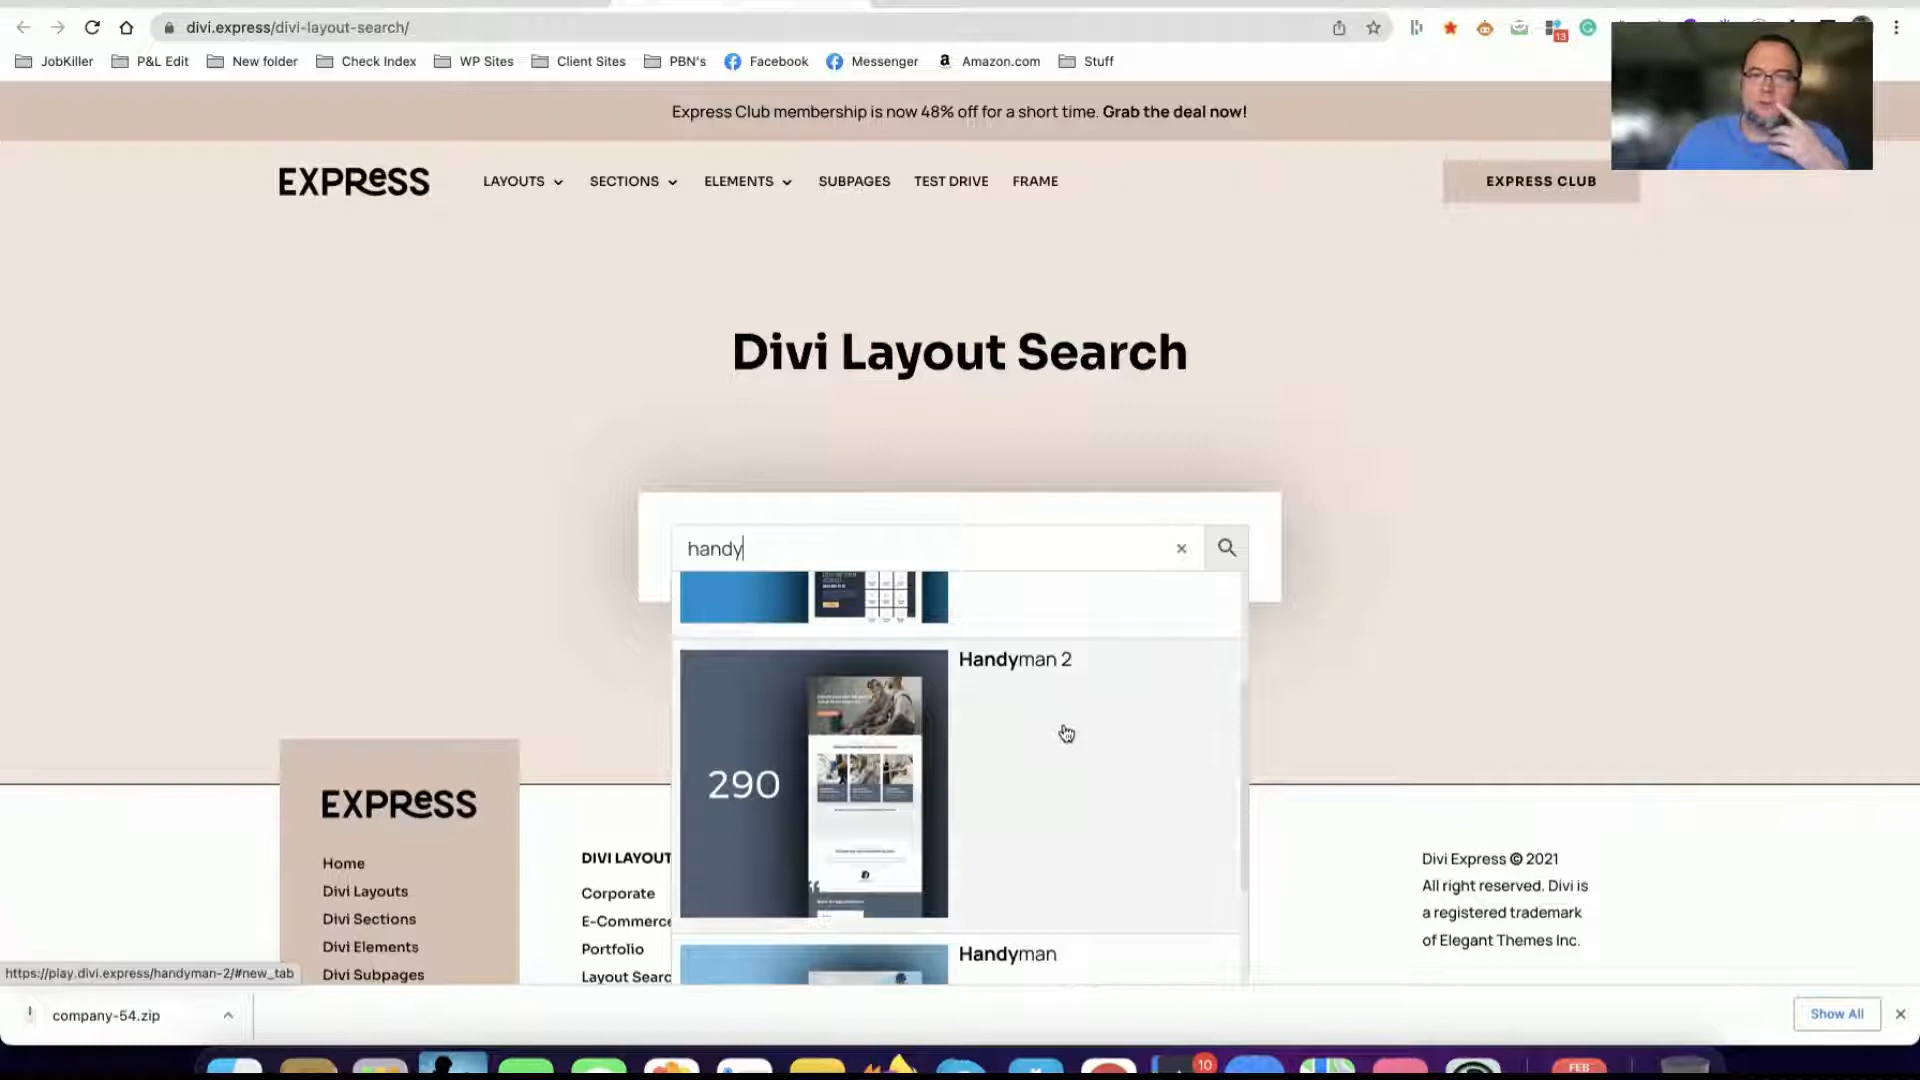 divi.express/divi-layout-search/
13
JobKiller
P&L Edit
New folder
Check Index
WP Sites
Client Sites
PBN's
Facebook
Messenger
Amazon.com
Stuff
Express Club membership is now 48% off for a short time. Grab the deal now!
EXPReSS
LAYOUTS
SECTIONS
ELEMENTS
SUBPAGES
TEST DRIVE
FRAME
EXPRESS CLUB
Divi Layout Search
handy
Handyman 2
290
Handyman
EXPReSS
Home
Divi Layouts
Divi Sections
Divi Elements
Divi Subpages
DIVI LAYOUT
Corporate
E-Commerce
Portfolio
Layout Searc
Divi Express © 2021
All right reserved. Divi is
a registered trademark
of Elegant Themes Inc.
https://play.divi.express/handyman-2/#new_tab
company-54.zip
Show All
10
FEB